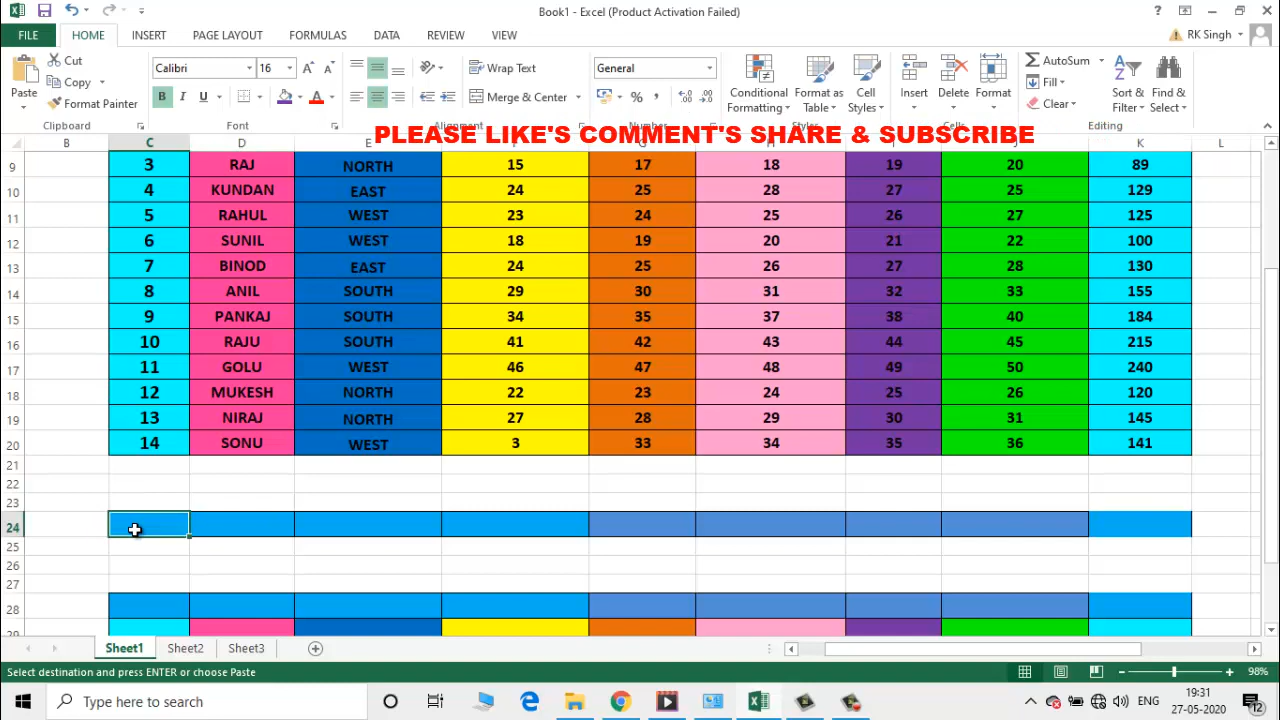 Book1 - Excel (Product Activation Failed)
FILE HOME INSERT PAGE LAYOUT FORMULAS DATA REVIEW VIEW RK Singh
Cut
Copy
Format Painter
Paste
Clipboard
Calibri 16
B I U
Font
Wrap Text
Merge & Center
Alignment
General
% ,
Number
Conditional Formatting
Format as Table
Cell Styles
Styles
Insert Delete Format
Cells
AutoSum
Fill
Clear
Sort & Filter
Find & Select
Editing
PLEASE LIKE'S COMMENT'S SHARE & SUBSCRIBE
B C D E K L
9 3 RAJ NORTH 15 17 18 19 20 89
10 4 KUNDAN EAST 24 25 28 27 25 129
11 5 RAHUL WEST 23 24 25 26 27 125
12 6 SUNIL WEST 18 19 20 21 22 100
13 7 BINOD EAST 24 25 26 27 28 130
14 8 ANIL SOUTH 29 30 31 32 33 155
15 9 PANKAJ SOUTH 34 35 37 38 40 184
16 10 RAJU SOUTH 41 42 43 44 45 215
17 11 GOLU WEST 46 47 48 49 50 240
18 12 MUKESH NORTH 22 23 24 25 26 120
19 13 NIRAJ NORTH 27 28 29 30 31 145
20 14 SONU WEST 3 33 34 35 36 141
21
22
23
24
25
26
27
28
29
Sheet1 Sheet2 Sheet3
Select destination and press ENTER or choose Paste 98%
Type here to search
ENG
19:31
27-05-2020
12